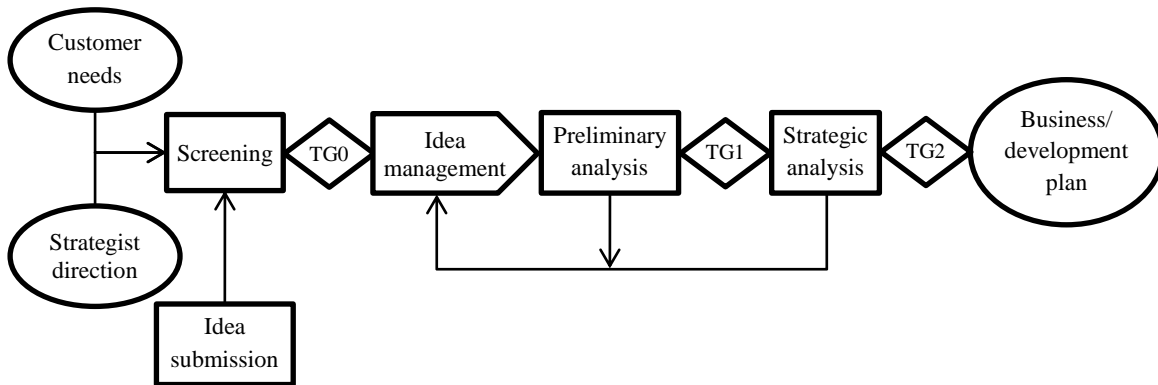 Customer
needs
Screening
TG0
Idea
management
Preliminary
analysis
TG1
Strategic
analysis
TG2
Business/
development
plan
Strategist
direction
Idea
submission